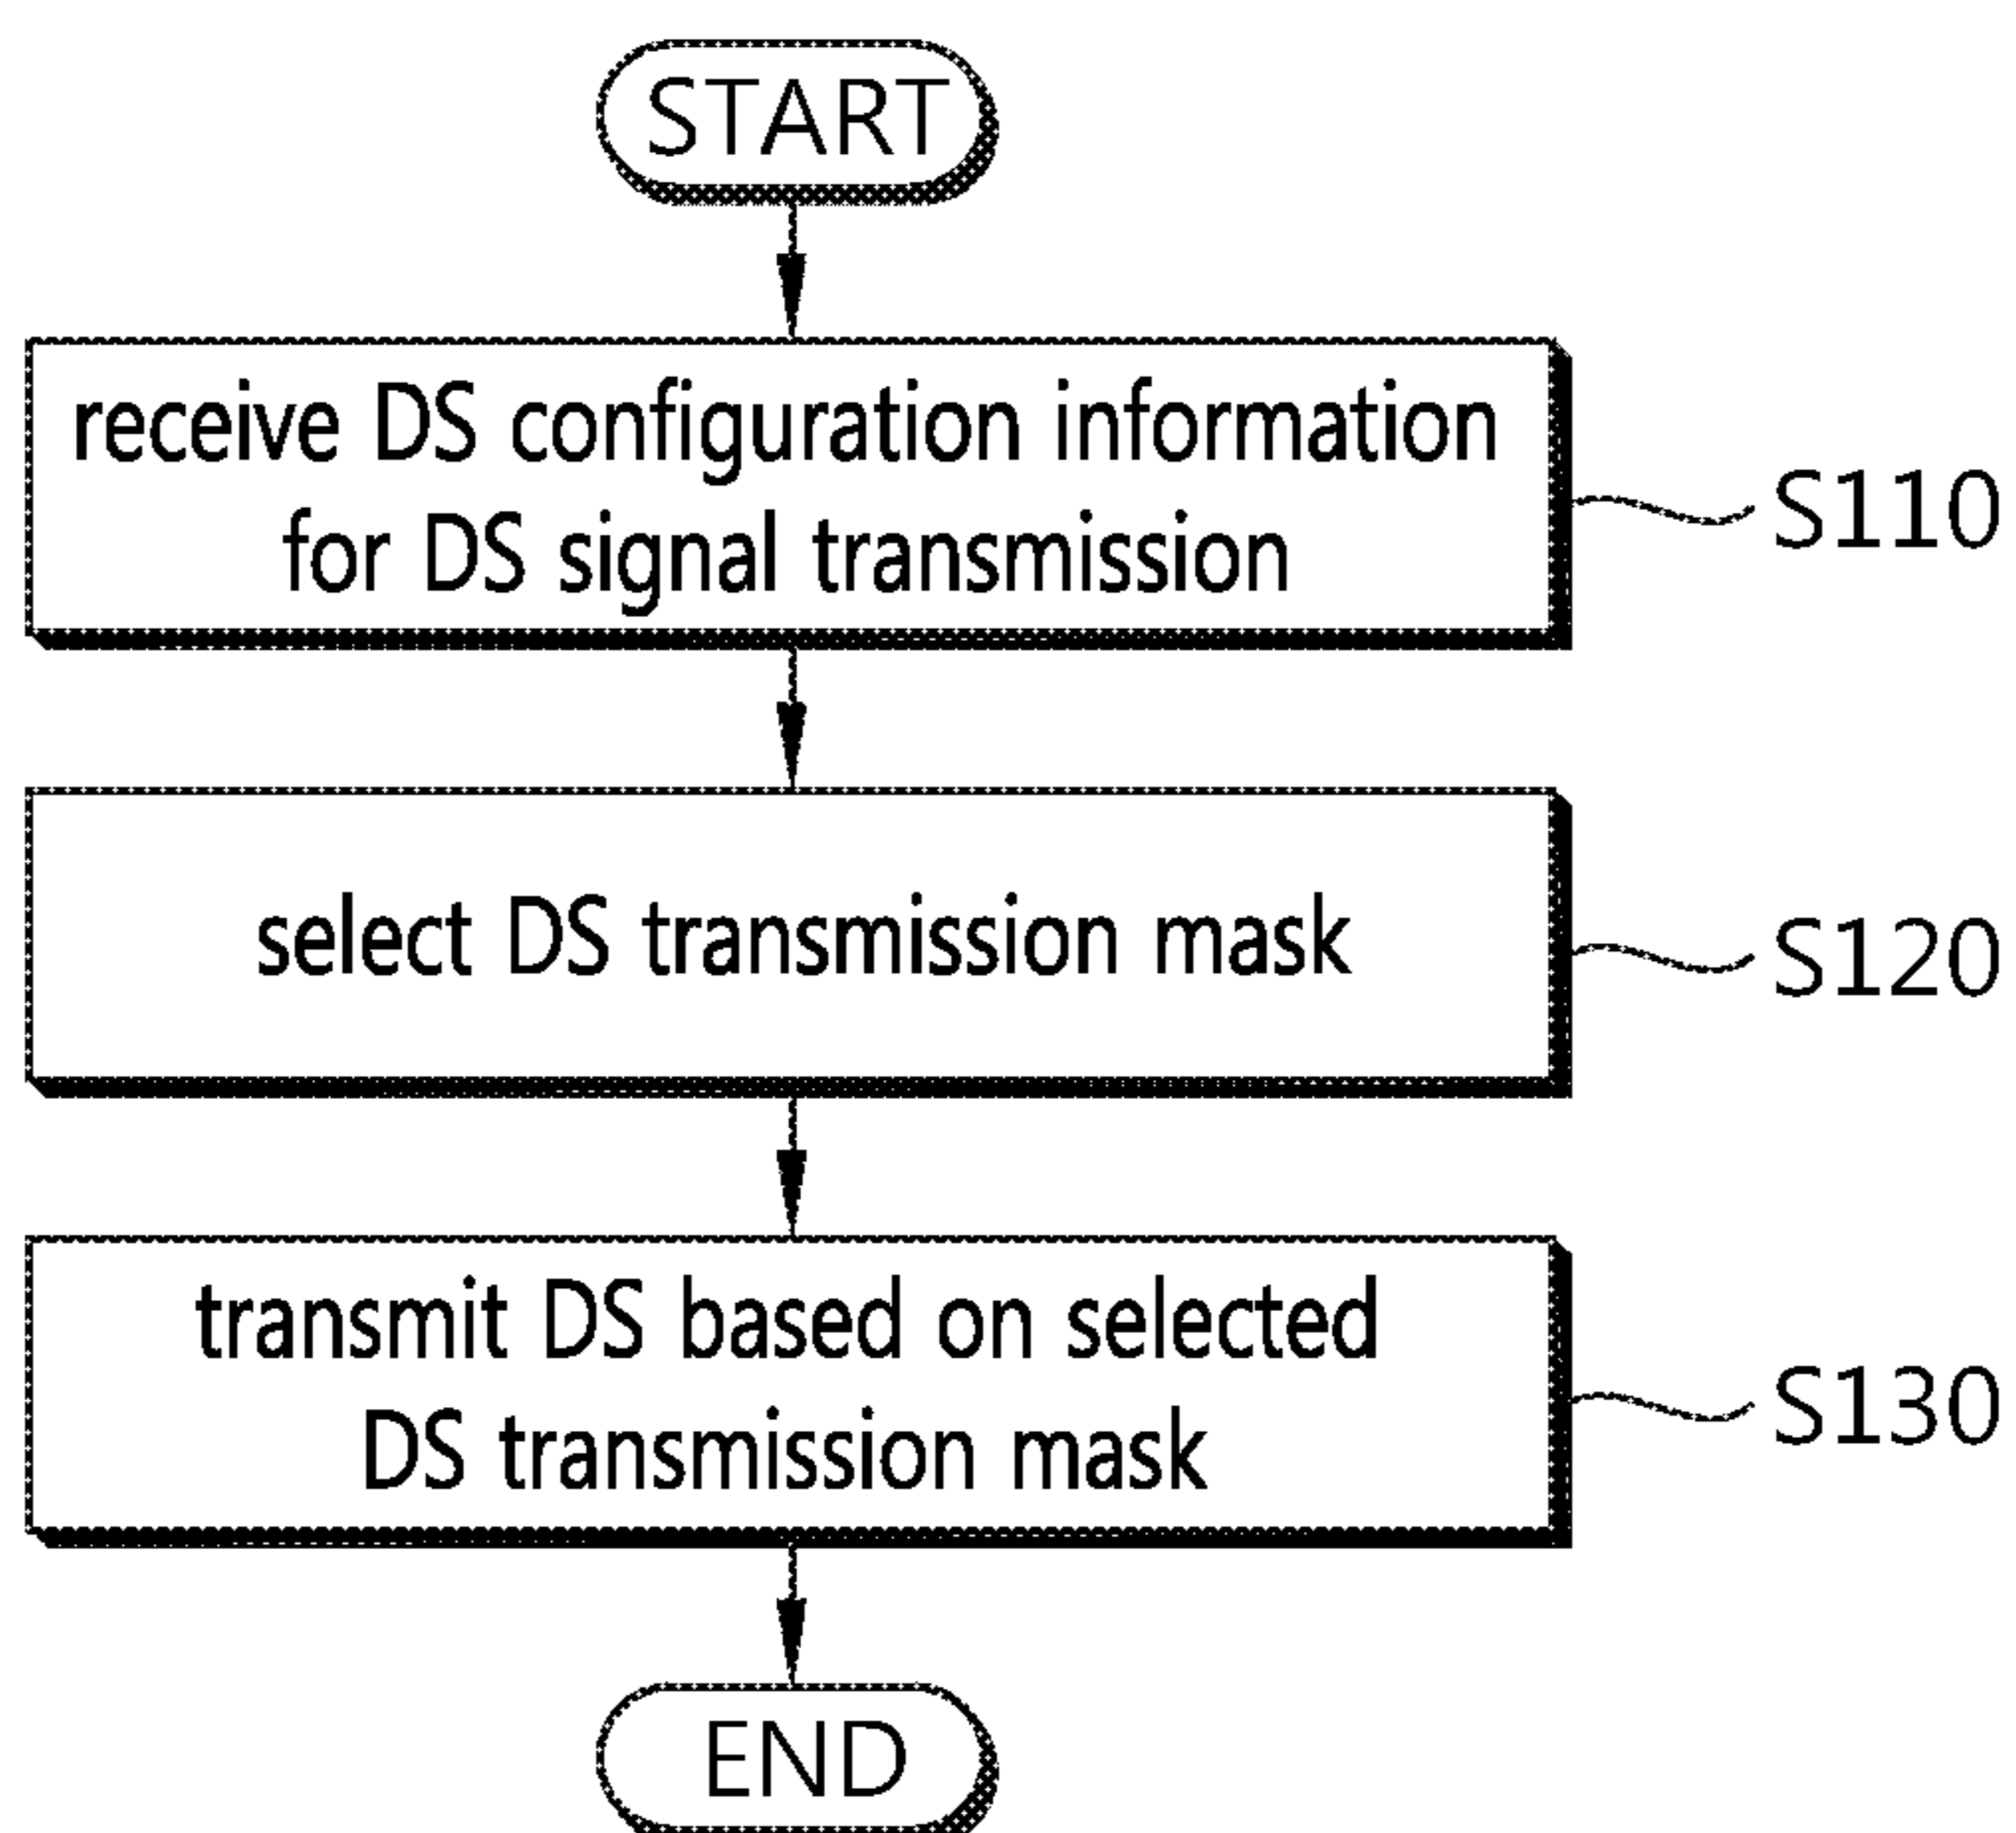 START
receive DS configuration information
for DS signal transmission
S110
select DS transmission mask
S120
transmit DS based on selected
DS transmission mask
S130
END